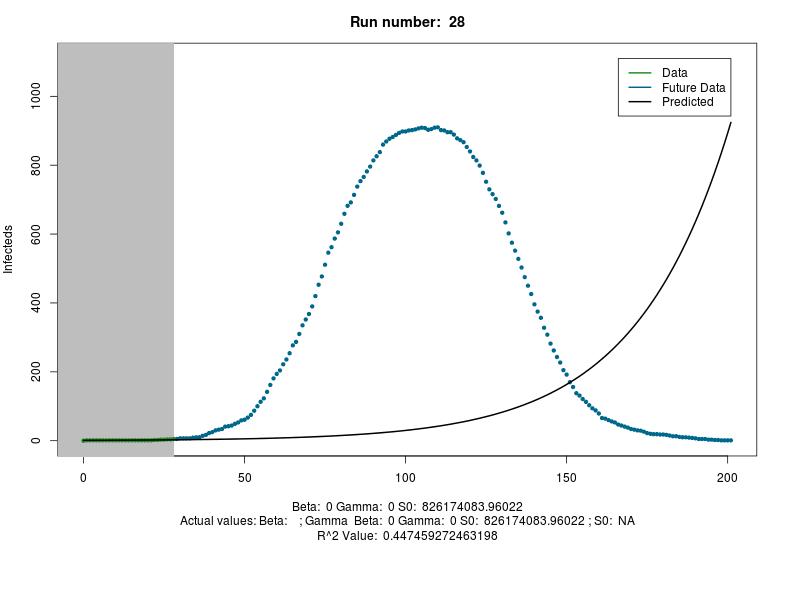 Run number: 28
Data
Future Data
Predicted
Infecteds
1000
800
600
400
200
0
0 50 100 150 200
Beta: 0 Gamma: 0 S0: 826174083.96022
Actual values: Beta: ; Gamma Beta: 0 Gamma: 0 S0: 826174083.96022 ; S0: NA
R^2 Value: 0.447459272463198